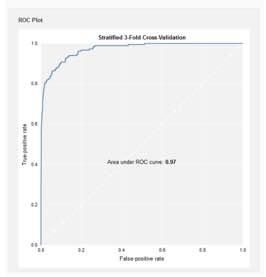 ROC Plot
Stratified 3-Fold Cross-Validation
1.0
0.8
0.6
0.4
0.2
0.0
True-positive rate
Area under ROC curve: 0.97
0.0 0.2 0.4 0.6 0.8 1.0
False-positive rate